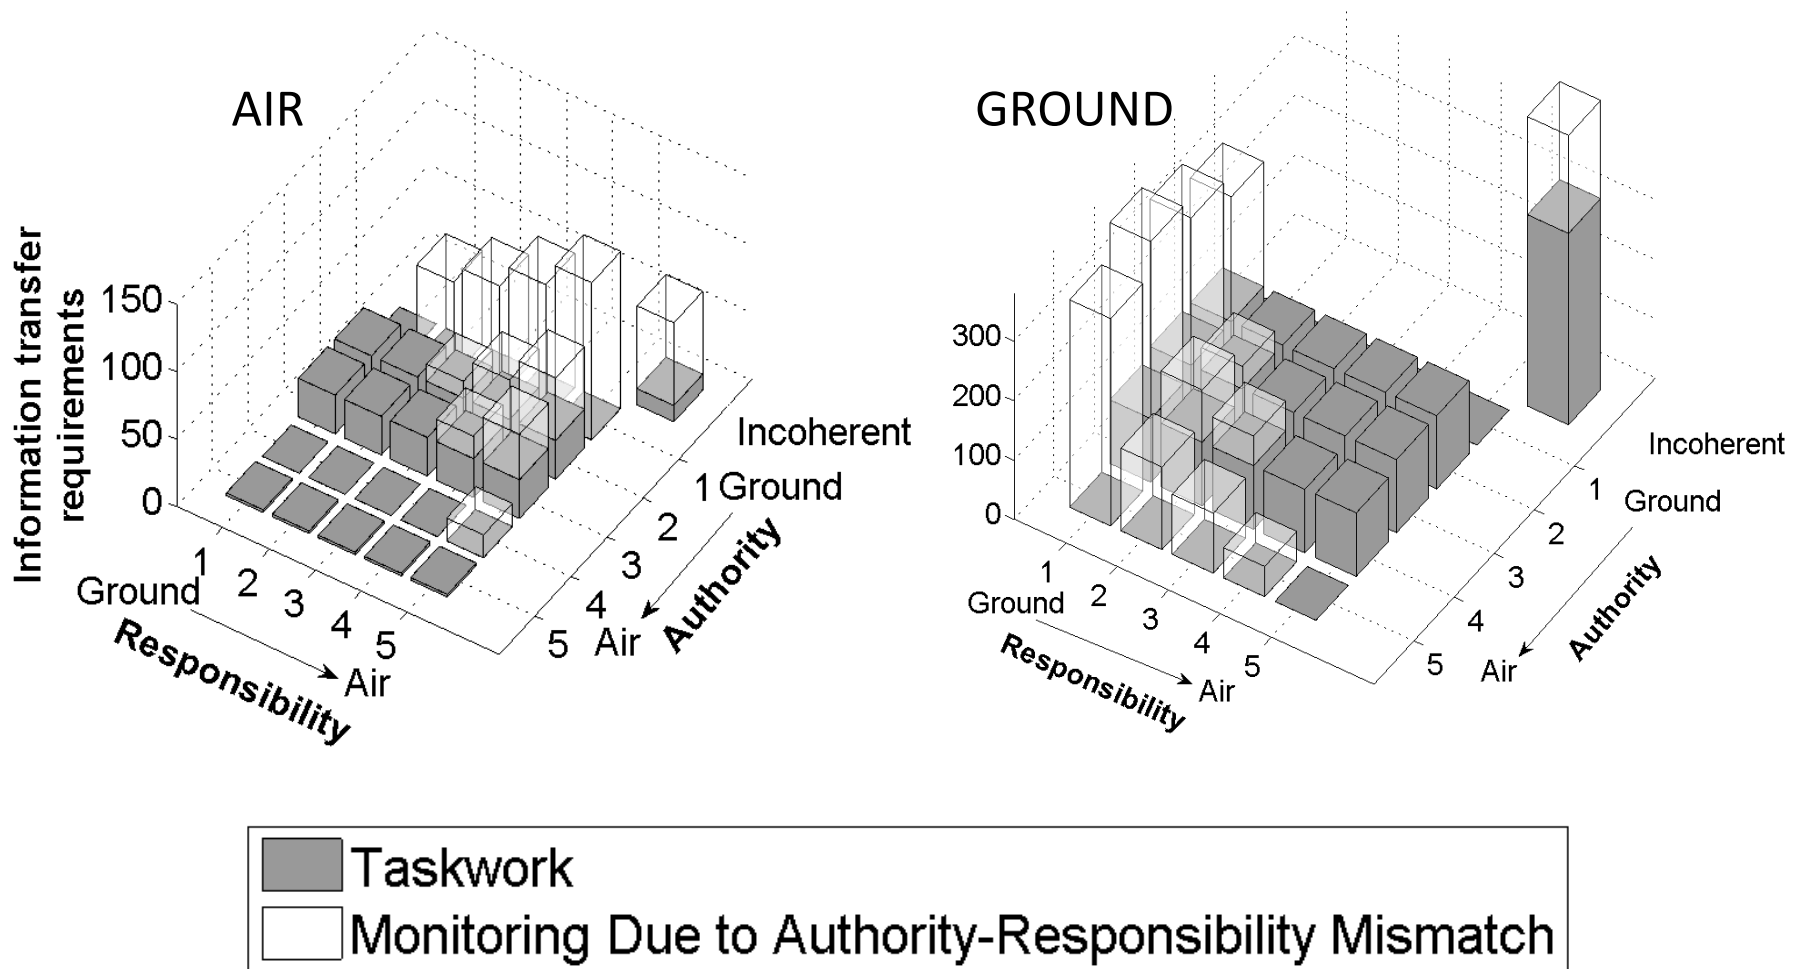 AIR
GROUND
Information transfer
requirements
150
100
50
0
1
2
3
4
5
Ground
Air
Responsibility
Incoherent
1 Ground
2
3
4
5
Air
Authority
300
200
100
0
1
2
3
4
5
Ground
Air
Responsibility
Incoherent
1
Ground
2
3
4
5
Air
Authority
Taskwork
Monitoring Due to Authority-Responsibility Mismatch